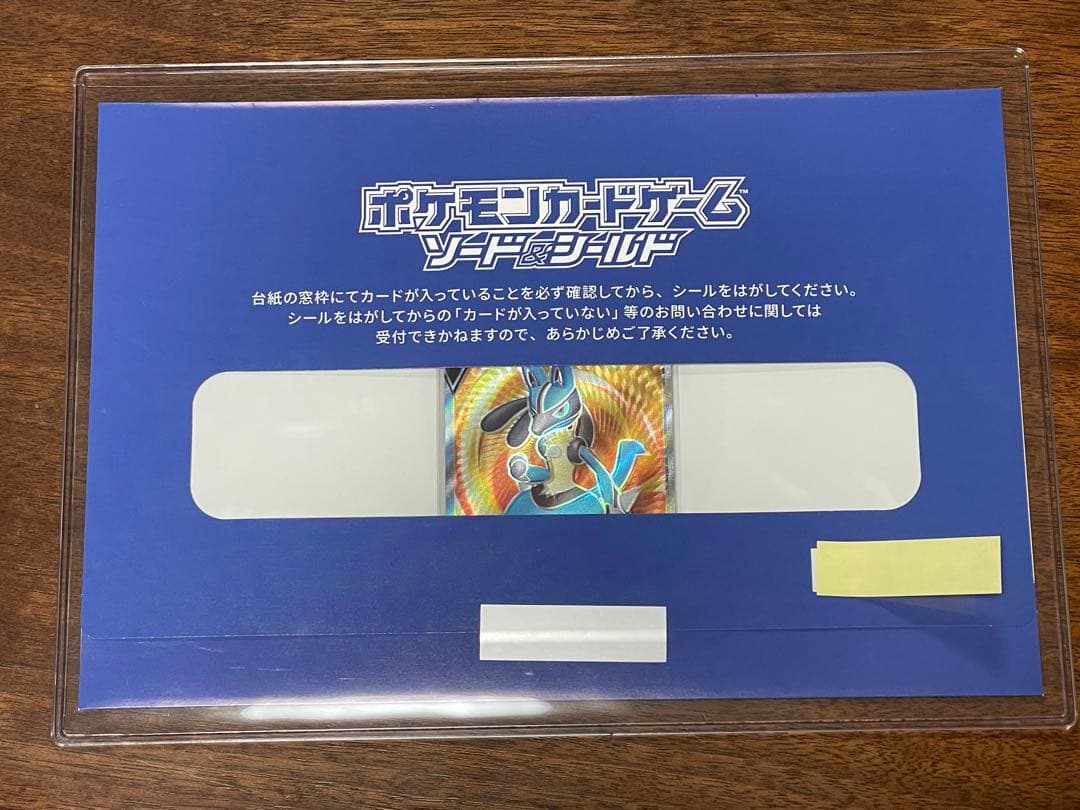 ポケモンカードゲーム™
ソード&シールド
台紙の窓枠にてカードが入っていることを必ず確認してから、シールをはがしてください。
シールをはがしてからの「カードが入っていない」等のお問い合わせに関しては
受付できかねますので、あらかじめご了承ください。